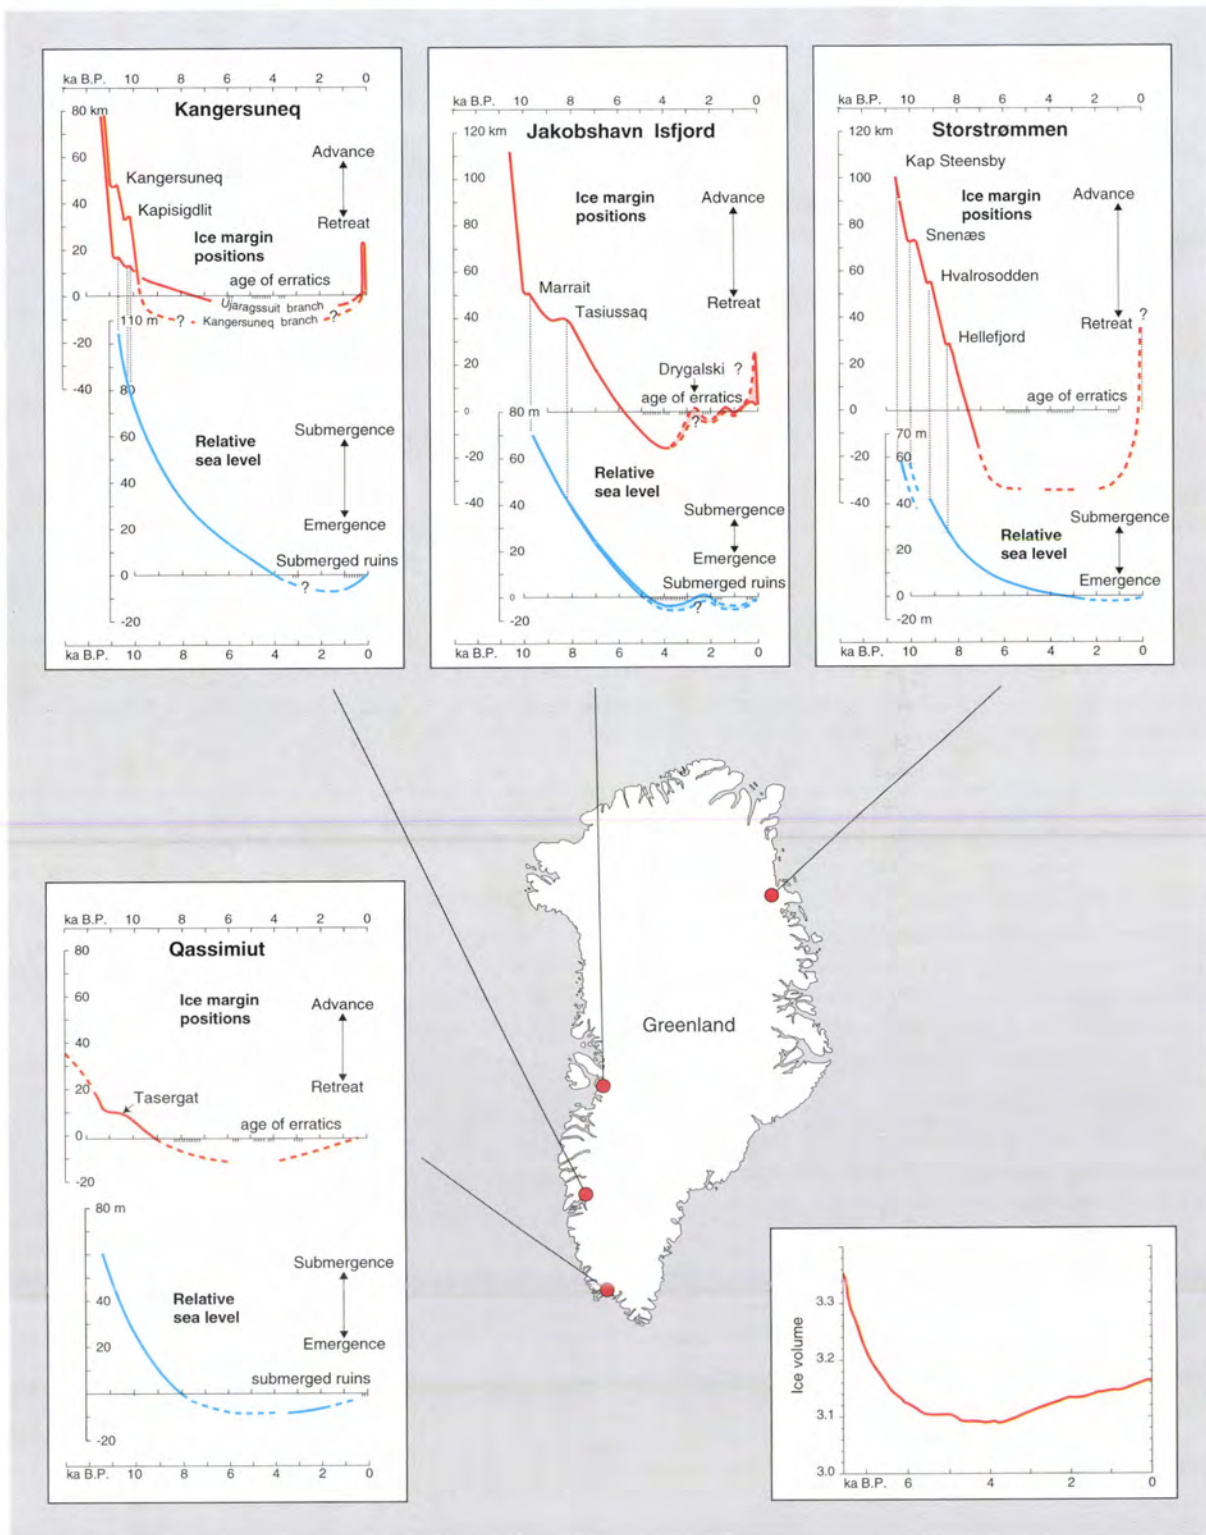 ka B.P. 10 8 6 4 2 0
Kangersuneq
80 km
60
40
20
0
-20
-40
Advance
Retreat
Kangersuneq
Kapisigdlit
Ice margin
positions
age of erratics
Ujaragssuit branch
? Kangersuneq branch ?
110 m
80
60
40
20
0
-20
Relative
sea level
Submergence
Emergence
Submerged ruins
?
ka B.P. 10 8 6 4 2 0
ka B.P. 10 8 6 4 2 0
Jakobshavn Isfjord
120 km
100
80
60
40
20
0
-20
-40
Ice margin
positions
Advance
Retreat
Marrait
Tasiussaq
Drygalski ?
age of erratics
?
80 m
60
40
20
0
-20
Relative
sea level
Submergence
Emergence
Submerged ruins
?
ka B.P. 10 8 6 4 2 0
ka B.P. 10 8 6 4 2 0
Storstrømmen
120 km
100
80
60
40
20
0
-20
-40
Kap Steensby
Ice margin
positions
Advance
Retreat
?
Snenæs
Hvalrosodden
Hellefjord
age of erratics
70 m
60
40
20
0
-20 m
Relative
sea level
Submergence
Emergence
ka B.P. 10 8 6 4 2 0
Greenland
ka B.P. 10 8 6 4 2 0
Qassimiut
80
60
40
20
0
-20
Ice margin
positions
Advance
Retreat
Tasergat
age of erratics
80 m
40
20
0
-20
Relative
sea level
Submergence
Emergence
submerged ruins
ka B.P. 10 8 6 4 2 0
Ice volume
3.3
3.2
3.1
3.0
ka B.P. 6 4 2 0